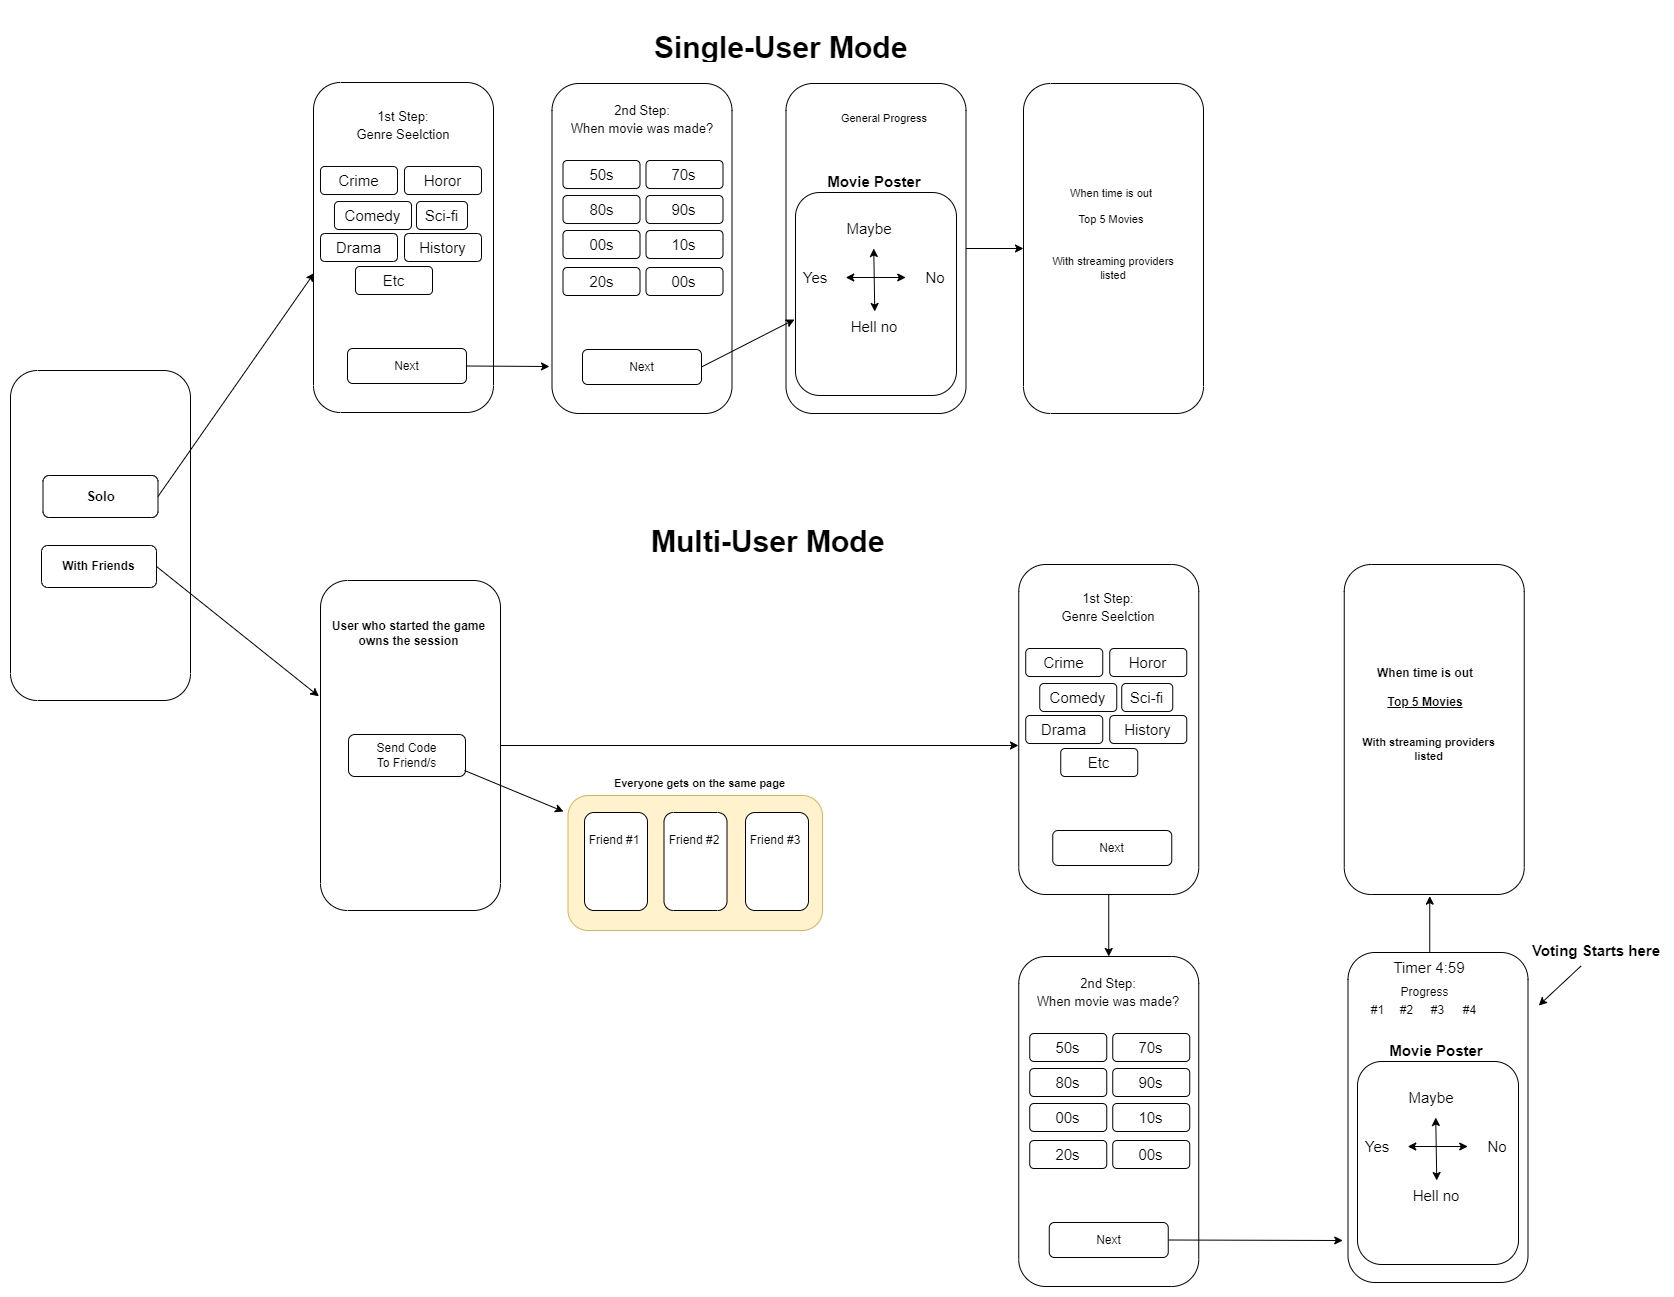 Single-User Mode
1st Step:
Genre Seelction
Crime
Horor
Comedy
Sci-fi
Drama
History
Etc
Next
2nd Step:
When movie was made?
50s
70s
80s
90s
00s
10s
20s
00s
Next
General Progress
Movie Poster
Maybe
Yes
No
Hell no
When time is out
Top 5 Movies
With streaming providers
listed
Solo
With Friends
Multi-User Mode
User who started the game
owns the session
Send Code
To Friend/s
Everyone gets on the same page
Friend #1
Friend #2
Friend #3
1st Step:
Genre Seelction
Crime
Horor
Comedy
Sci-fi
Drama
History
Etc
Next
2nd Step:
When movie was made?
50s
70s
80s
90s
00s
10s
20s
00s
Next
When time is out
Top 5 Movies
With streaming providers
listed
Voting Starts here
Timer 4:59
Progress
#1 #2 #3 #4
Movie Poster
Maybe
Yes
No
Hell no